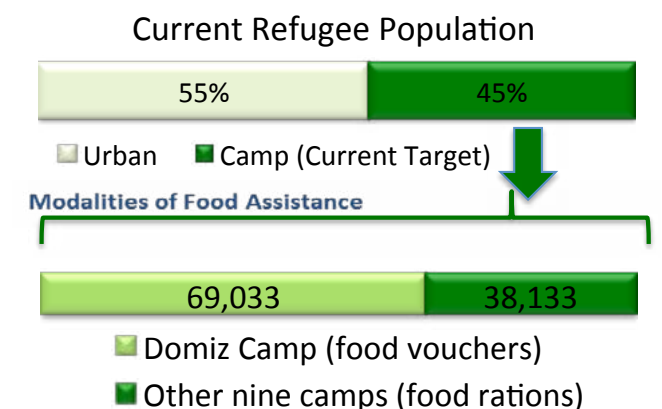 Current Refugee Population
55% 45%
Urban Camp (Current Target)
Modalities of Food Assistance
69,033 38,133
Domiz Camp (food vouchers)
Other nine camps (food rations)